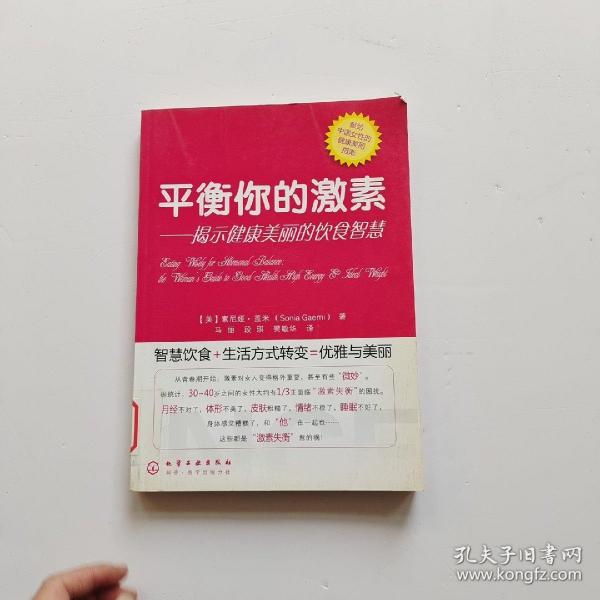 献给
中国女性的
健康美丽
指南
平衡你的激素
——揭示健康美丽的饮食智慧
Eating Wisely for Hormonal Balance:
the Woman's Guide to Good Health, High Energy & Ideal Weight
【美】索尼娅·盖米（Sonia Gaemi） 著
马 姐 段 琪 樊敏华 译
智慧饮食+生活方式转变=优雅与美丽
从青春期开始，激素对女人变得格外重要，甚至有些“微妙”。
据统计，30~40岁之间的女性大约有1/3正面临“激素失衡”的困扰。
月经不对了，体形不美了，皮肤粗糙了，情绪不稳了，睡眠不好了，
身体感觉糟糕了，和“他”在一起也……
这些都是“激素失衡”惹的祸！
化学工业出版社
孔夫子旧书网
www.kongfz.com